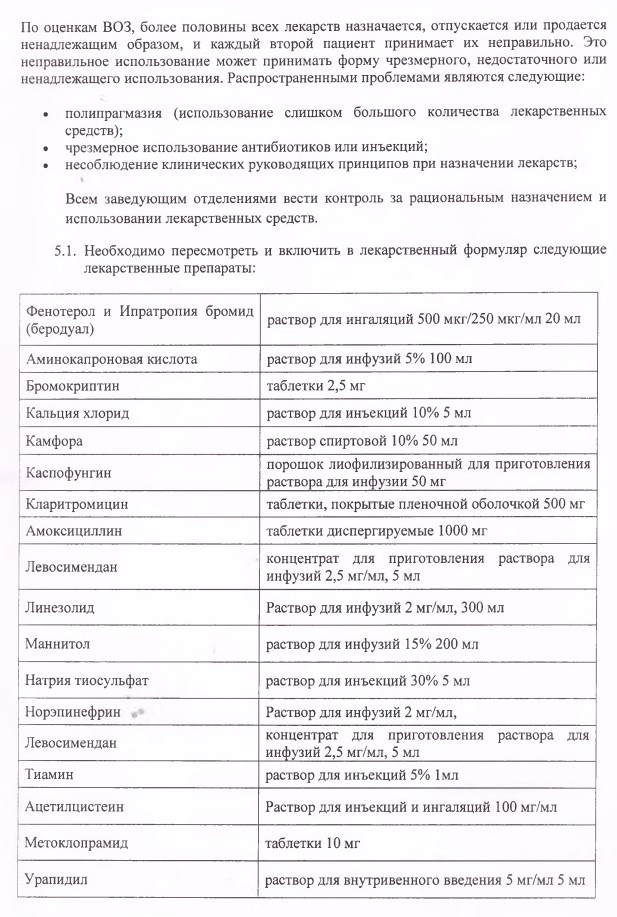 По оценкам ВОЗ, более половины всех лекарств назначается, отпускается или продается
ненадлежащим образом, и каждый второй пациент принимает их неправильно. Это
неправильное использование может принимать форму чрезмерного, недостаточного или
ненадлежащего использования. Распространенными проблемами являются следующие:
• полипрагмазия (использование слишком большого количества лекарственных
средств);
• чрезмерное использование антибиотиков или инъекций;
• несоблюдение клинических руководящих принципов при назначении лекарств;
Всем заведующим отделениями вести контроль за рациональным назначением и
использовании лекарственных средств.
5.1. Необходимо пересмотреть и включить в лекарственный формуляр следующие
лекарственные препараты:
Фенотерол и Ипратропия бромид
(беродуал)
раствор для ингаляций 500 мкг/250 мкг/мл 20 мл
Аминокапроновая кислота
раствор для инфузий 5% 100 мл
Бромокриптин
таблетки 2,5 мг
Кальция хлорид
раствор для инъекций 10% 5 мл
Камфора
раствор спиртовой 10% 50 мл
Каспофунгин
порошок лиофилизированный для приготовления
раствора для инфузии 50 мг
Кларитромицин
таблетки, покрытые пленочной оболочкой 500 мг
Амоксициллин
таблетки диспергируемые 1000 мг
Левосимендан
концентрат для приготовления раствора для
инфузий 2,5 мг/мл, 5 мл
Линезолид
Раствор для инфузий 2 мг/мл, 300 мл
Маннитол
раствор для инфузий 15% 200 мл
Натрия тиосульфат
раствор для инъекций 30% 5 мл
Норэпинефрин
Раствор для инфузий 2 мг/мл,
Левосимендан
концентрат для приготовления раствора для
инфузий 2,5 мг/мл, 5 мл
Тиамин
раствор для инъекций 5% 1мл
Ацетилцистеин
Раствор для инъекций и ингаляций 100 мг/мл
Метоклопрамид
таблетки 10 мг
Урапидил
раствор для внутривенного введения 5 мг/мл 5 мл